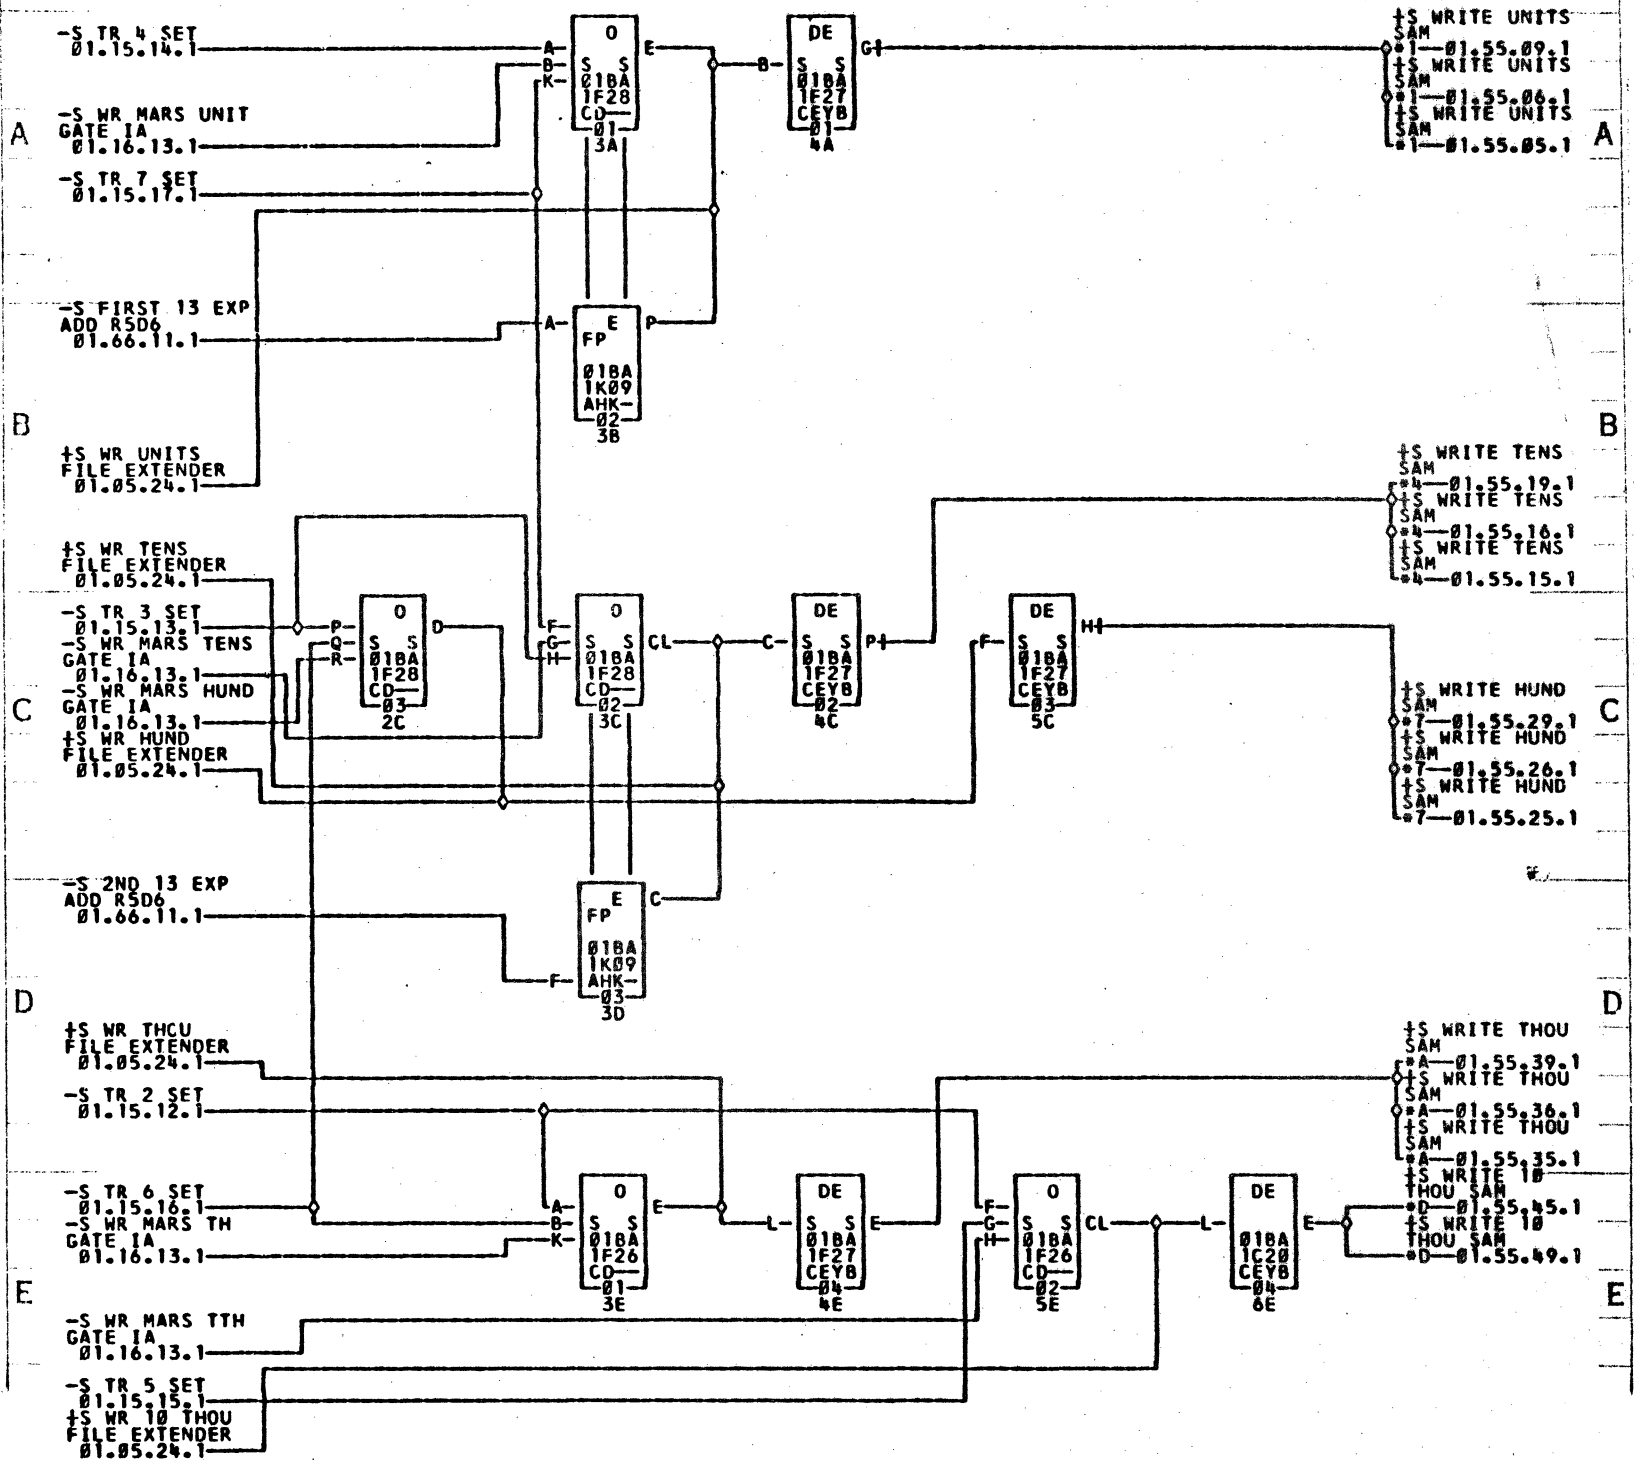 -S TR 4 SET
01.15.14.1
-S WR MARS UNIT
GATE IA
01.16.13.1
-S TR 7 SET
01.15.17.1
-S FIRST 13 EXP
ADD R5D6
01.66.11.1
+S WR UNITS
FILE EXTENDER
01.05.24.1
+S WR TENS
FILE EXTENDER
01.05.24.1
-S TR 3 SET
01.15.13.1
-S WR MARS TENS
GATE IA
01.16.13.1
-S WR MARS HUND
GATE IA
01.16.13.1
+S WR HUND
FILE EXTENDER
01.05.24.1
-S 2ND 13 EXP
ADD R5D6
01.66.11.1
+S WR THCU
FILE EXTENDER
01.05.24.1
-S TR 2 SET
01.15.12.1
-S TR 6 SET
01.15.16.1
-S WR MARS TH
GATE IA
01.16.13.1
-S WR MARS TTH
GATE IA
01.16.13.1
-S TR 5 SET
01.15.15.1
+S WR 10 THOU
FILE EXTENDER
01.05.24.1
A
B
C
D
E
A
B
K
O
S S
01BA
1F28
CD--
01
3A
E
B
DE
S S
01BA
1F27
CEYB
01
4A
G
A
E
FP
01BA
1K09
AHK-
02
3B
P
P
Q
R
O
S S
01BA
1F28
CD--
03
2C
D
F
G
H
O
S S
01BA
1F28
CD--
02
3C
CL
C
DE
S S
01BA
1F27
CEYB
02
4C
P
F
DE
S S
01BA
1F27
CEYB
03
5C
H
F
E
FP
01BA
1K09
AHK-
03
3D
C
A
B
K
O
S S
01BA
1F26
CD--
01
3E
E
L
DE
S S
01BA
1F27
CEYB
04
4E
E
F
G
H
O
S S
01BA
1F26
CD--
02
5E
CL
L
DE
01BA
1C20
CEYB
04
6E
E
+S WRITE UNITS
SAM
*1--01.55.09.1
+S WRITE UNITS
SAM
*1--01.55.06.1
+S WRITE UNITS
SAM
*1--01.55.05.1
+S WRITE TENS
SAM
*4--01.55.19.1
+S WRITE TENS
SAM
*4--01.55.16.1
+S WRITE TENS
SAM
*4--01.55.15.1
+S WRITE HUND
SAM
*7--01.55.29.1
+S WRITE HUND
SAM
*7--01.55.26.1
+S WRITE HUND
SAM
*7--01.55.25.1
+S WRITE THOU
SAM
*A--01.55.39.1
+S WRITE THOU
SAM
*A--01.55.36.1
+S WRITE THOU
SAM
*A--01.55.35.1
+S WRITE 10
THOU SAM
*D--01.55.45.1
+S WRITE 10
THOU SAM
*D--01.55.49.1
A
B
C
D
E